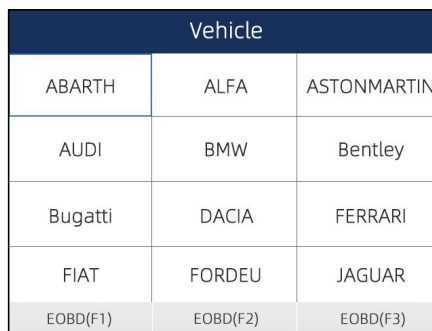 Vehicle
ABARTH ALFA ASTONMARTIN
AUDI BMW Bentley
Bugatti DACIA FERRARI
FIAT FORDEU JAGUAR
EOBD(F1) EOBD(F2) EOBD(F3)